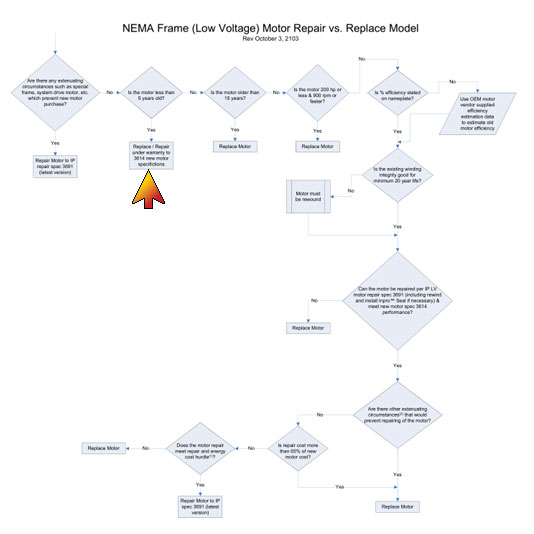 NEMA Frame (Low Voltage) Motor Repair vs. Replace Model
Rev October 3, 2103
Are there any extenuating
circumstances such as special
frame, system drive motor, etc.
which prevent new motor
purchase?
No
Is the motor less than
5 years old?
No
Is the motor older than
15 years?
No
Is the motor 200 hp or
less & 900 rpm or
faster?
No
Is % efficiency stated
on nameplate?
No
Use OEM motor
vendor supplied
efficiency
estimation data
to estimate old
motor efficiency
Yes
Repair Motor to IP
repair spec 3691
(latest version)
Yes
Replace / Repair
under warranty to
3614 new motor
specifictions
Yes
Replace Motor
Yes
Replace Motor
Yes
Is the existing winding
integrity good for
minimum 20 year life?
No
Motor must
be rewound
Yes
Can the motor be repaired per IP LV
motor repair spec 3691 (including rewind
and install Inpro™ Seal if necessary) &
meet new motor spec 3614
performance?
No
Replace Motor
Yes
Are there other extenuating
circumstances that would
prevent repairing of the motor?
No
Is repair cost more
than 65% of new
motor cost?
No
Does the motor repair
meet repair and energy
cost hurdle
No
Replace Motor
Yes
Repair Motor to IP
spec 3691 (latest
version)
Yes
Yes
Replace Motor